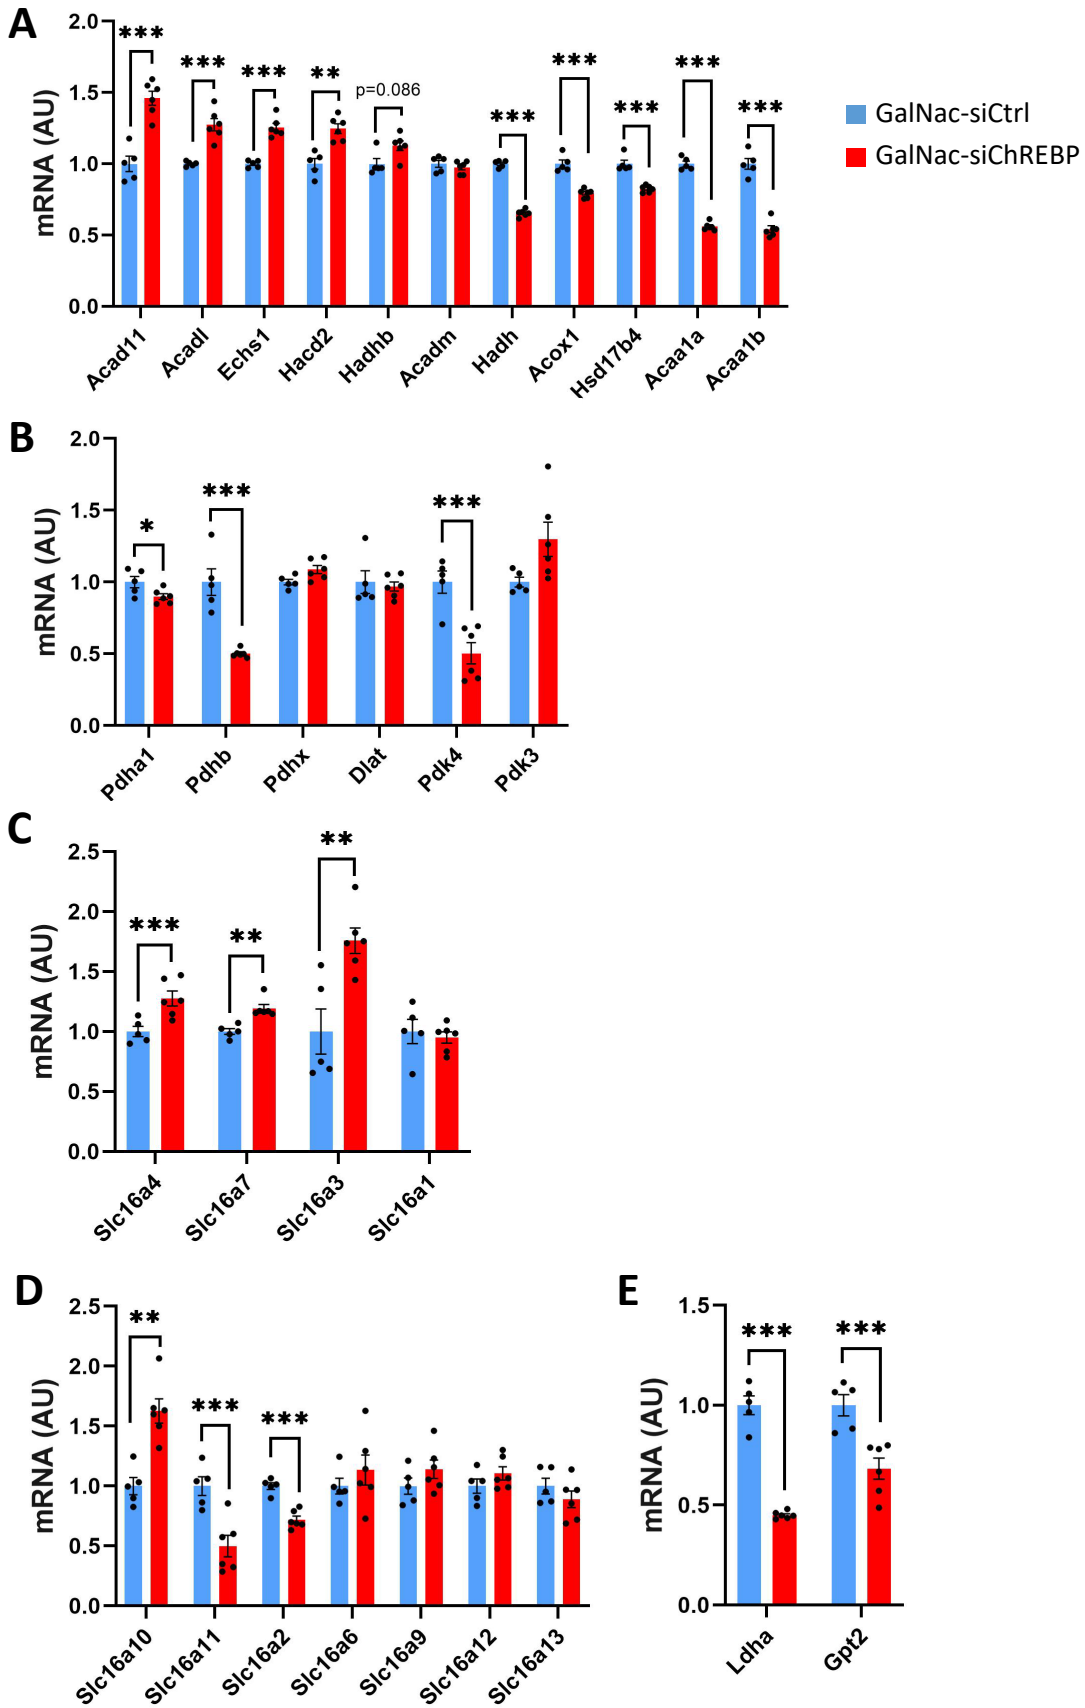 A
mRNA (AU)
2.0
1.5
1.0
0.5
0.0
*** *** *** ** p=0.086 *** *** *** *** ***
Acad11 Acadl Echs1 Hacd2 Hadhb Acadm Hadh Acox1 Hsd17b4 Acaa1a Acaa1b
GalNac-siCtrl
GalNac-siChREBP
B
mRNA (AU)
2.0
1.5
1.0
0.5
0.0
* *** ***
Pdha1 Pdhb Pdhx Dlat Pdk4 Pdk3
C
mRNA (AU)
2.5
2.0
1.5
1.0
0.5
0.0
*** ** **
Slc16a4 Slc16a7 Slc16a3 Slc16a1
D
mRNA (AU)
2.5
2.0
1.5
1.0
0.5
0.0
** *** ***
Slc16a10 Slc16a11 Slc16a2 Slc16a6 Slc16a9 Slc16a12 Slc16a13
E
mRNA (AU)
1.5
1.0
0.5
0.0
*** ***
Ldha Gpt2